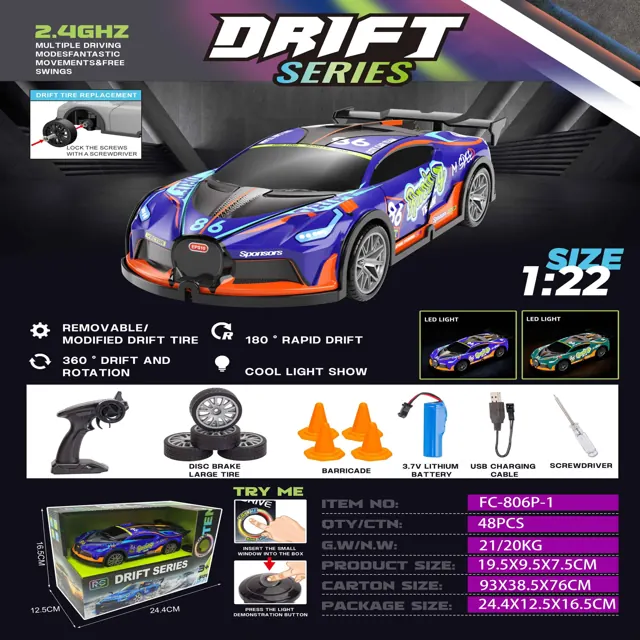 2.4GHZ
MULTIPLE DRIVING
MODESFANTASTIC
MOVEMENTS&FREE
SWINGS
DRIFT
SERIES
DRIFT TIRE REPLACEMENT
LOCK THE SCREWS
WITH A SCREWDRIVER
86
86
86
Sponsors
SIZE
1:22
REMOVABLE/
MODIFIED DRIFT TIRE
180 ° RAPID DRIFT
360 ° DRIFT AND
ROTATION
COOL LIGHT SHOW
LED LIGHT
LED LIGHT
DISC BRAKE
LARGE TIRE
BARRICADE
3.7V LITHIUM
BATTERY
USB CHARGING
CABLE
SCREWDRIVER
TRY ME
INSERT THE SMALL
WINDOW INTO THE BOX
PRESS THE LIGHT
DEMONSTRATION BUTTON
DRIFT SERIES
16.5CM
12.5CM
24.4CM
ITEM NO: FC-806P-1
QTY/CTN: 48PCS
G.W/N.W: 21/20KG
PRODUCT SIZE: 19.5X9.5X7.5CM
CARTON SIZE: 93X38.5X76CM
PACKAGE SIZE: 24.4X12.5X16.5CM